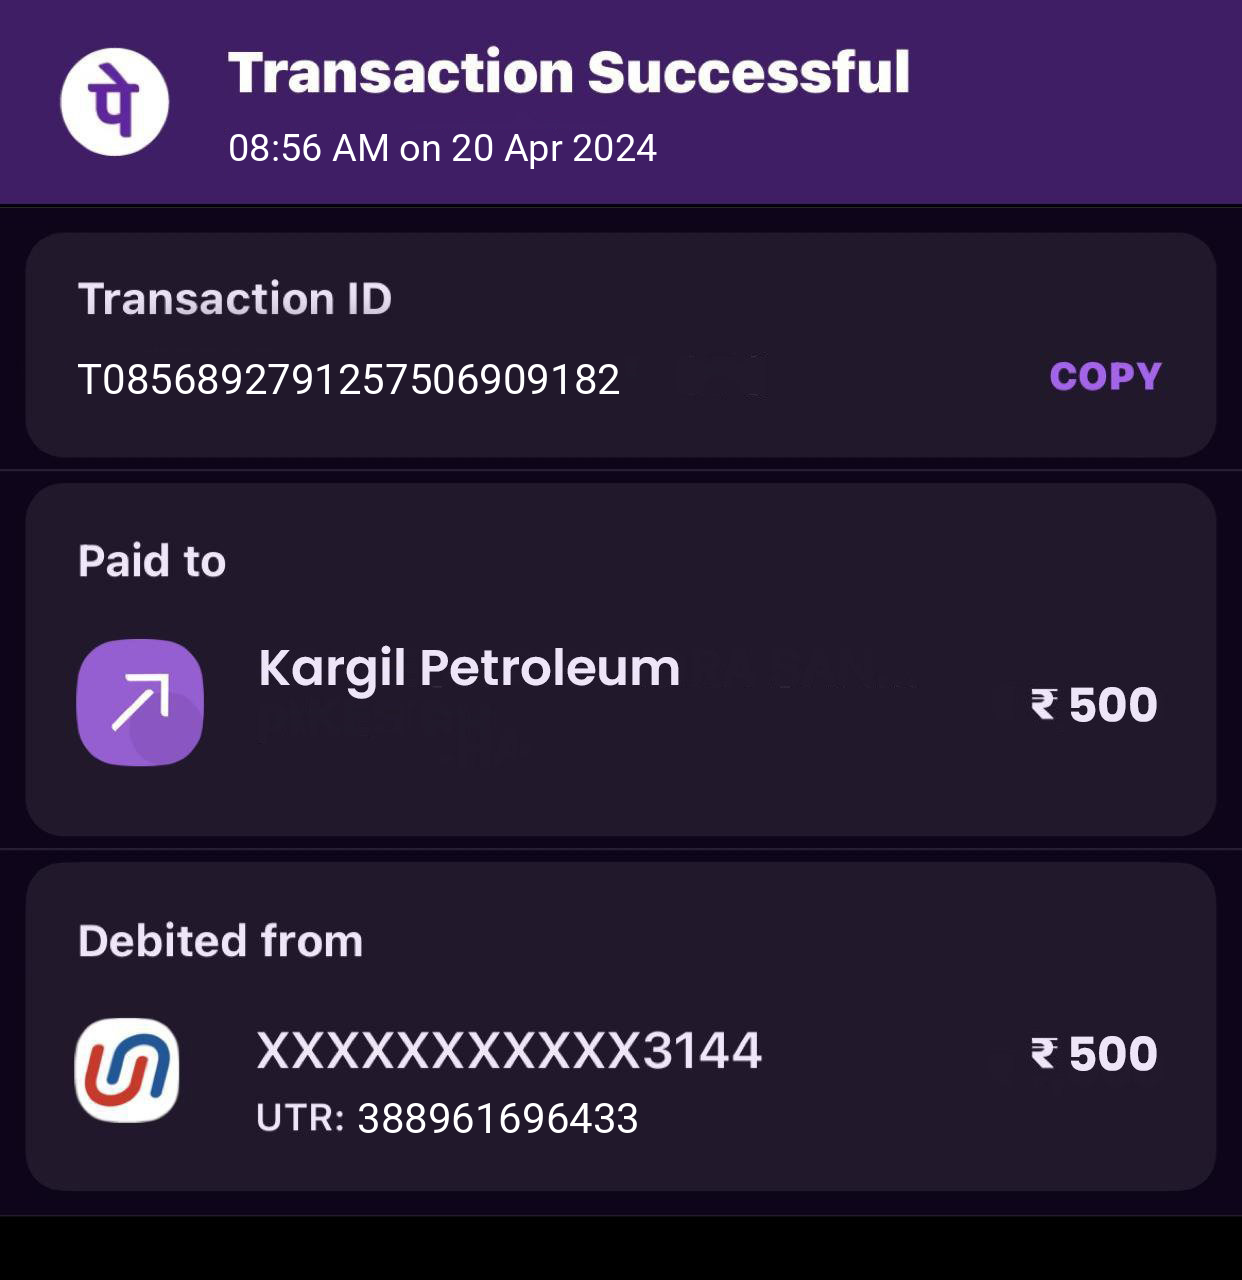 पे
Transaction Successful
08:56 AM on 20 Apr 2024
Transaction ID
T0856892791257506909182
COPY
Paid to
Kargil Petroleum
₹ 500
Debited from
XXXXXXXXXXX3144
₹ 500
UTR: 388961696433